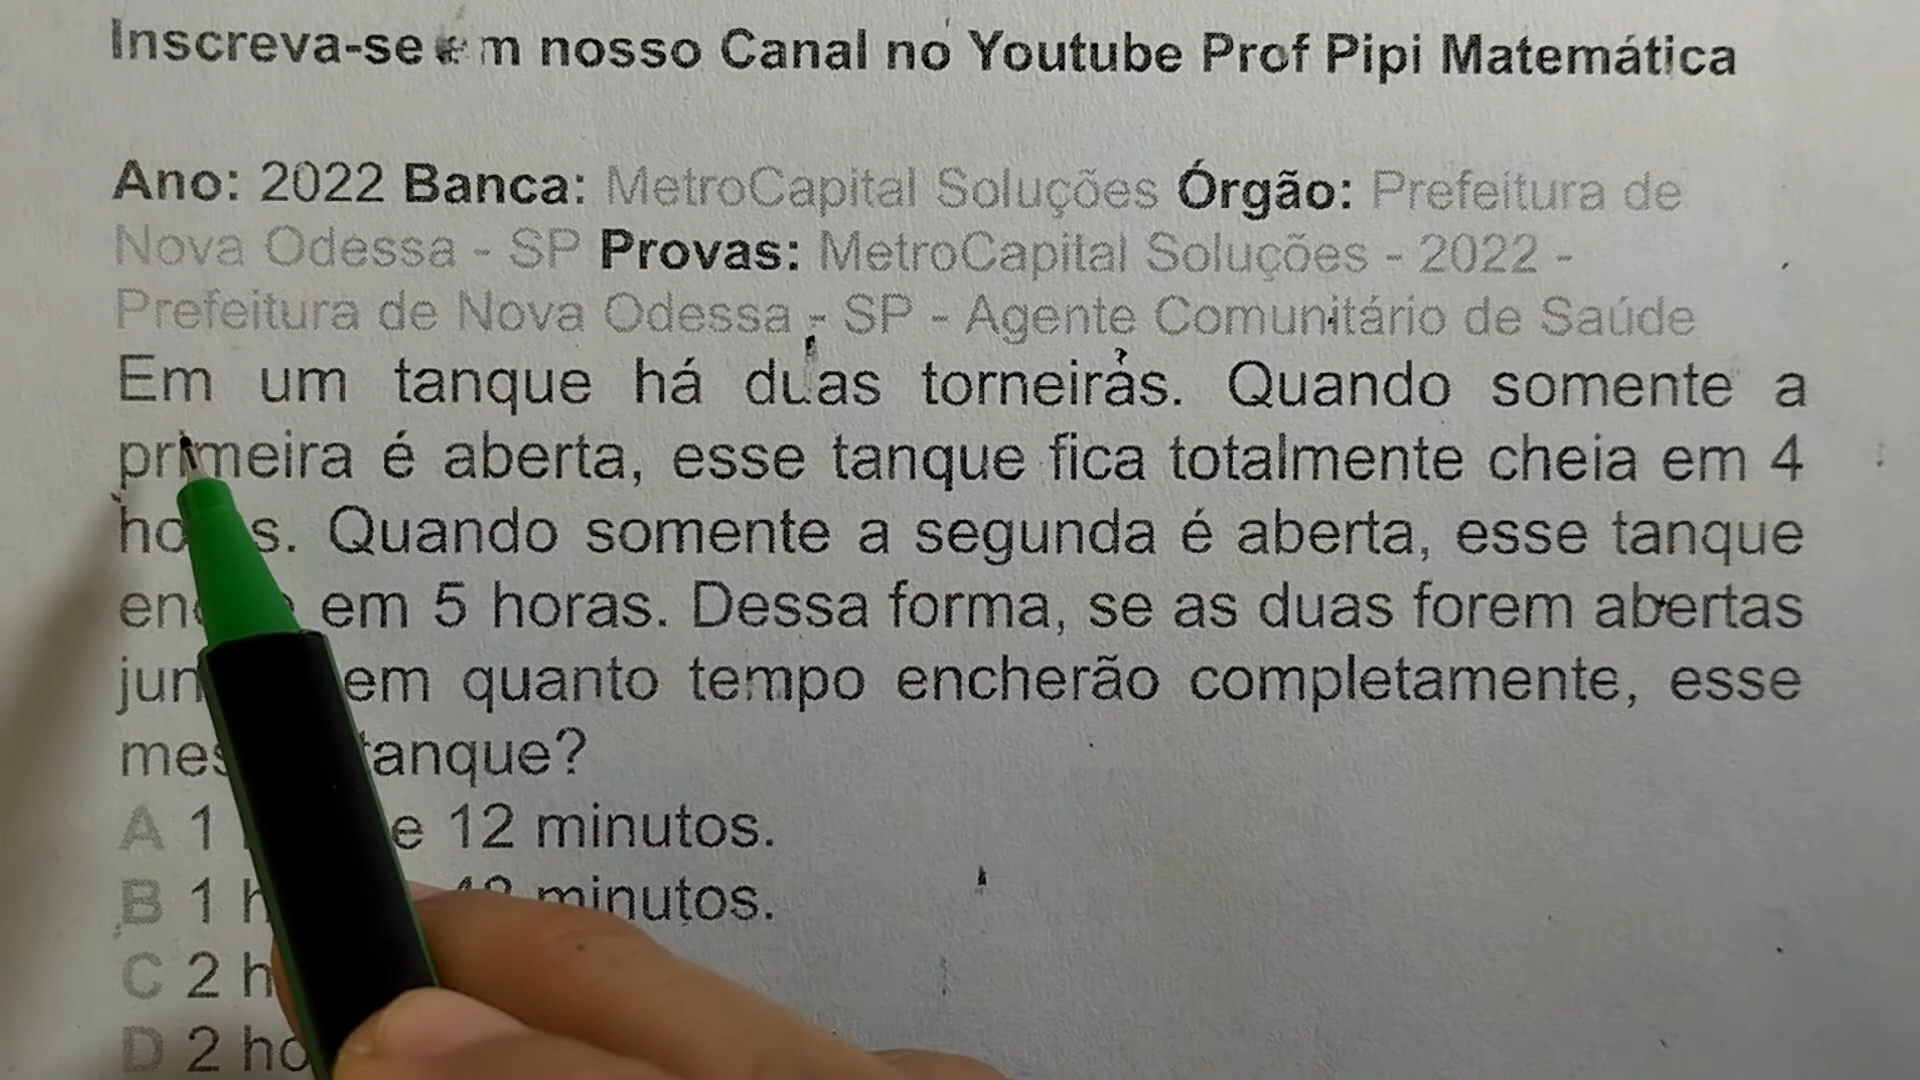 Inscreva-se em nosso Canal no Youtube Prof Pipi Matemática
Ano: 2022 Banca: MetroCapital Soluções Órgão: Prefeitura de
Nova Odessa - SP Provas: MetroCapital Soluções - 2022 -
Prefeitura de Nova Odessa - SP - Agente Comunitário de Saúde
Em um tanque há duas torneiras. Quando somente a
primeira é aberta, esse tanque fica totalmente cheia em 4
horas. Quando somente a segunda é aberta, esse tanque
em 5 horas. Dessa forma, se as duas forem abertas
em quanto tempo encherão completamente, esse
tanque?
A 1 e 12 minutos.
B 1 minutos.
C 2
D 2